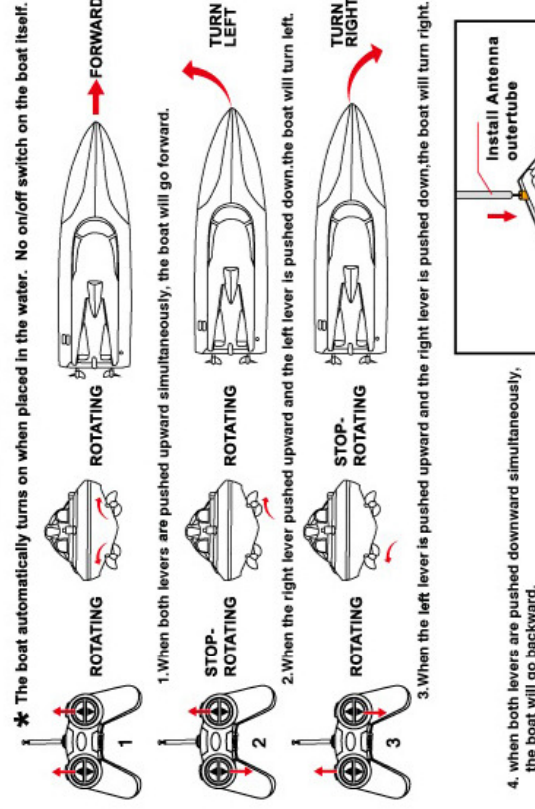 * The boat automatically turns on when placed in the water. No on/off switch on the boat itself.
ROTATING
ROTATING
FORWARD
1
1.When both levers are pushed upward simultaneously, the boat will go forward.
STOP-
ROTATING
ROTATING
TURN
LEFT
2
2.When the right lever pushed upward and the left lever is pushed down.the boat will turn left.
ROTATING
STOP-
ROTATING
TURN
RIGHT
3
3.When the left lever is pushed upward and the right lever is pushed down,the boat will turn right.
4. when both levers are pushed downward simultaneously,
the boat will go backward.
Install Antenna
outertube